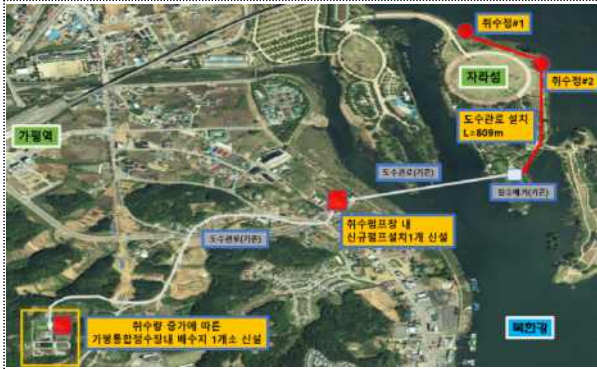 취수정#1
자라섬
취수정#2
도수관로 설치
L=809m
가평역
도수관로(기존)
집수매거(기존)
취수펌프장 내
신규펌프설치1개 신설
도수관로(기존)
취수량 증가에 따른
가평통합정수장내 배수지 1개소 신설
북한강